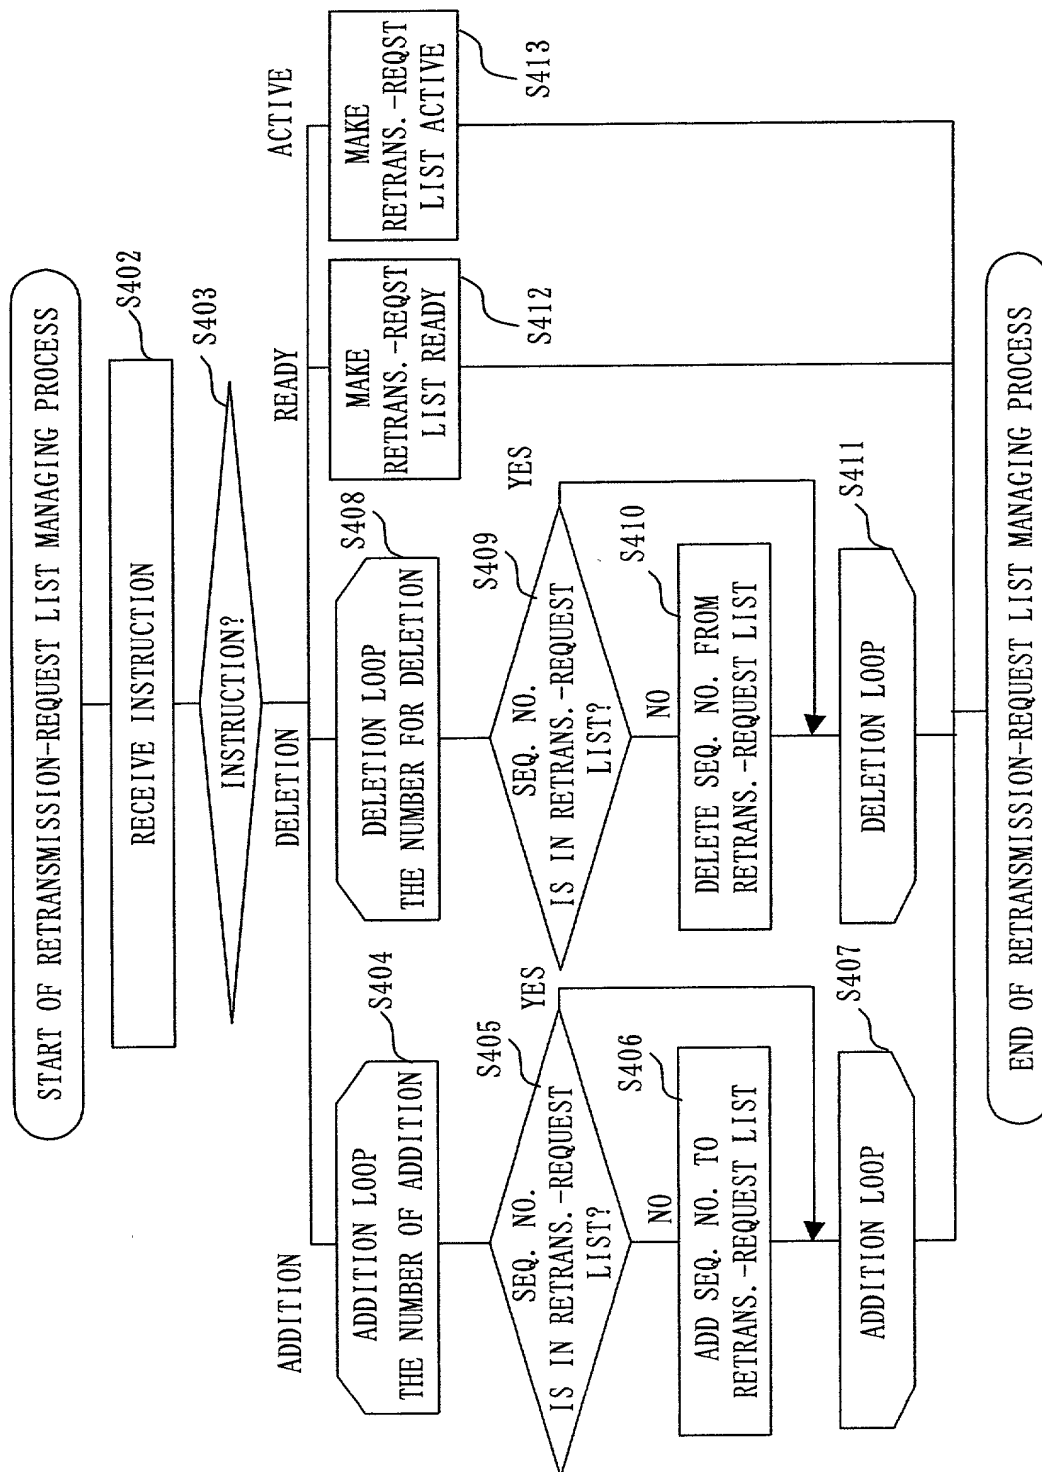 START OF RETRANSMISSION-REQUEST LIST MANAGING PROCESS
S402
RECEIVE INSTRUCTION
S403
INSTRUCTION?
ADDITION
DELETION
READY
ACTIVE
S404
ADDITION LOOP
THE NUMBER OF ADDITION
S405
SEQ. NO.
IS IN RETRANS.-REQUEST
LIST?
YES
NO
S406
ADD SEQ. NO. TO
RETRANS.-REQUEST LIST
S407
ADDITION LOOP
S408
DELETION LOOP
THE NUMBER FOR DELETION
S409
SEQ. NO.
IS IN RETRANS.-REQUEST
LIST?
YES
NO
S410
DELETE SEQ. NO. FROM
RETRANS.-REQUEST LIST
S411
DELETION LOOP
MAKE
RETRANS.-REQST
LIST READY
S412
MAKE
RETRANS.-REQST
LIST ACTIVE
S413
END OF RETRANSMISSION-REQUEST LIST MANAGING PROCESS